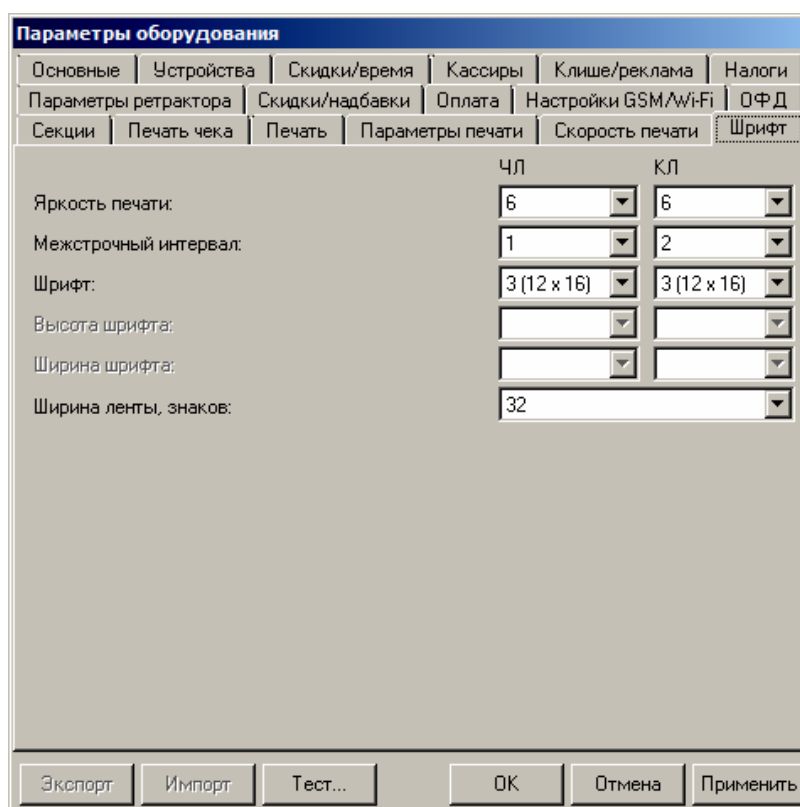 Параметры оборудования
Основные Устройства Скидки/время Кассиры Клише/реклама Налоги
Параметры ретрактора Скидки/надбавки Оплата Настройки GSM/Wi-Fi ОФД
Секции Печать чека Печать Параметры печати Скорость печати Шрифт
ЧЛ КЛ
Яркость печати: 6 6
Межстрочный интервал: 1 2
Шрифт: 3 (12 x 16) 3 (12 x 16)
Высота шрифта:
Ширина шрифта:
Ширина ленты, знаков: 32
Экспорт Импорт Тест... OK Отмена Применить